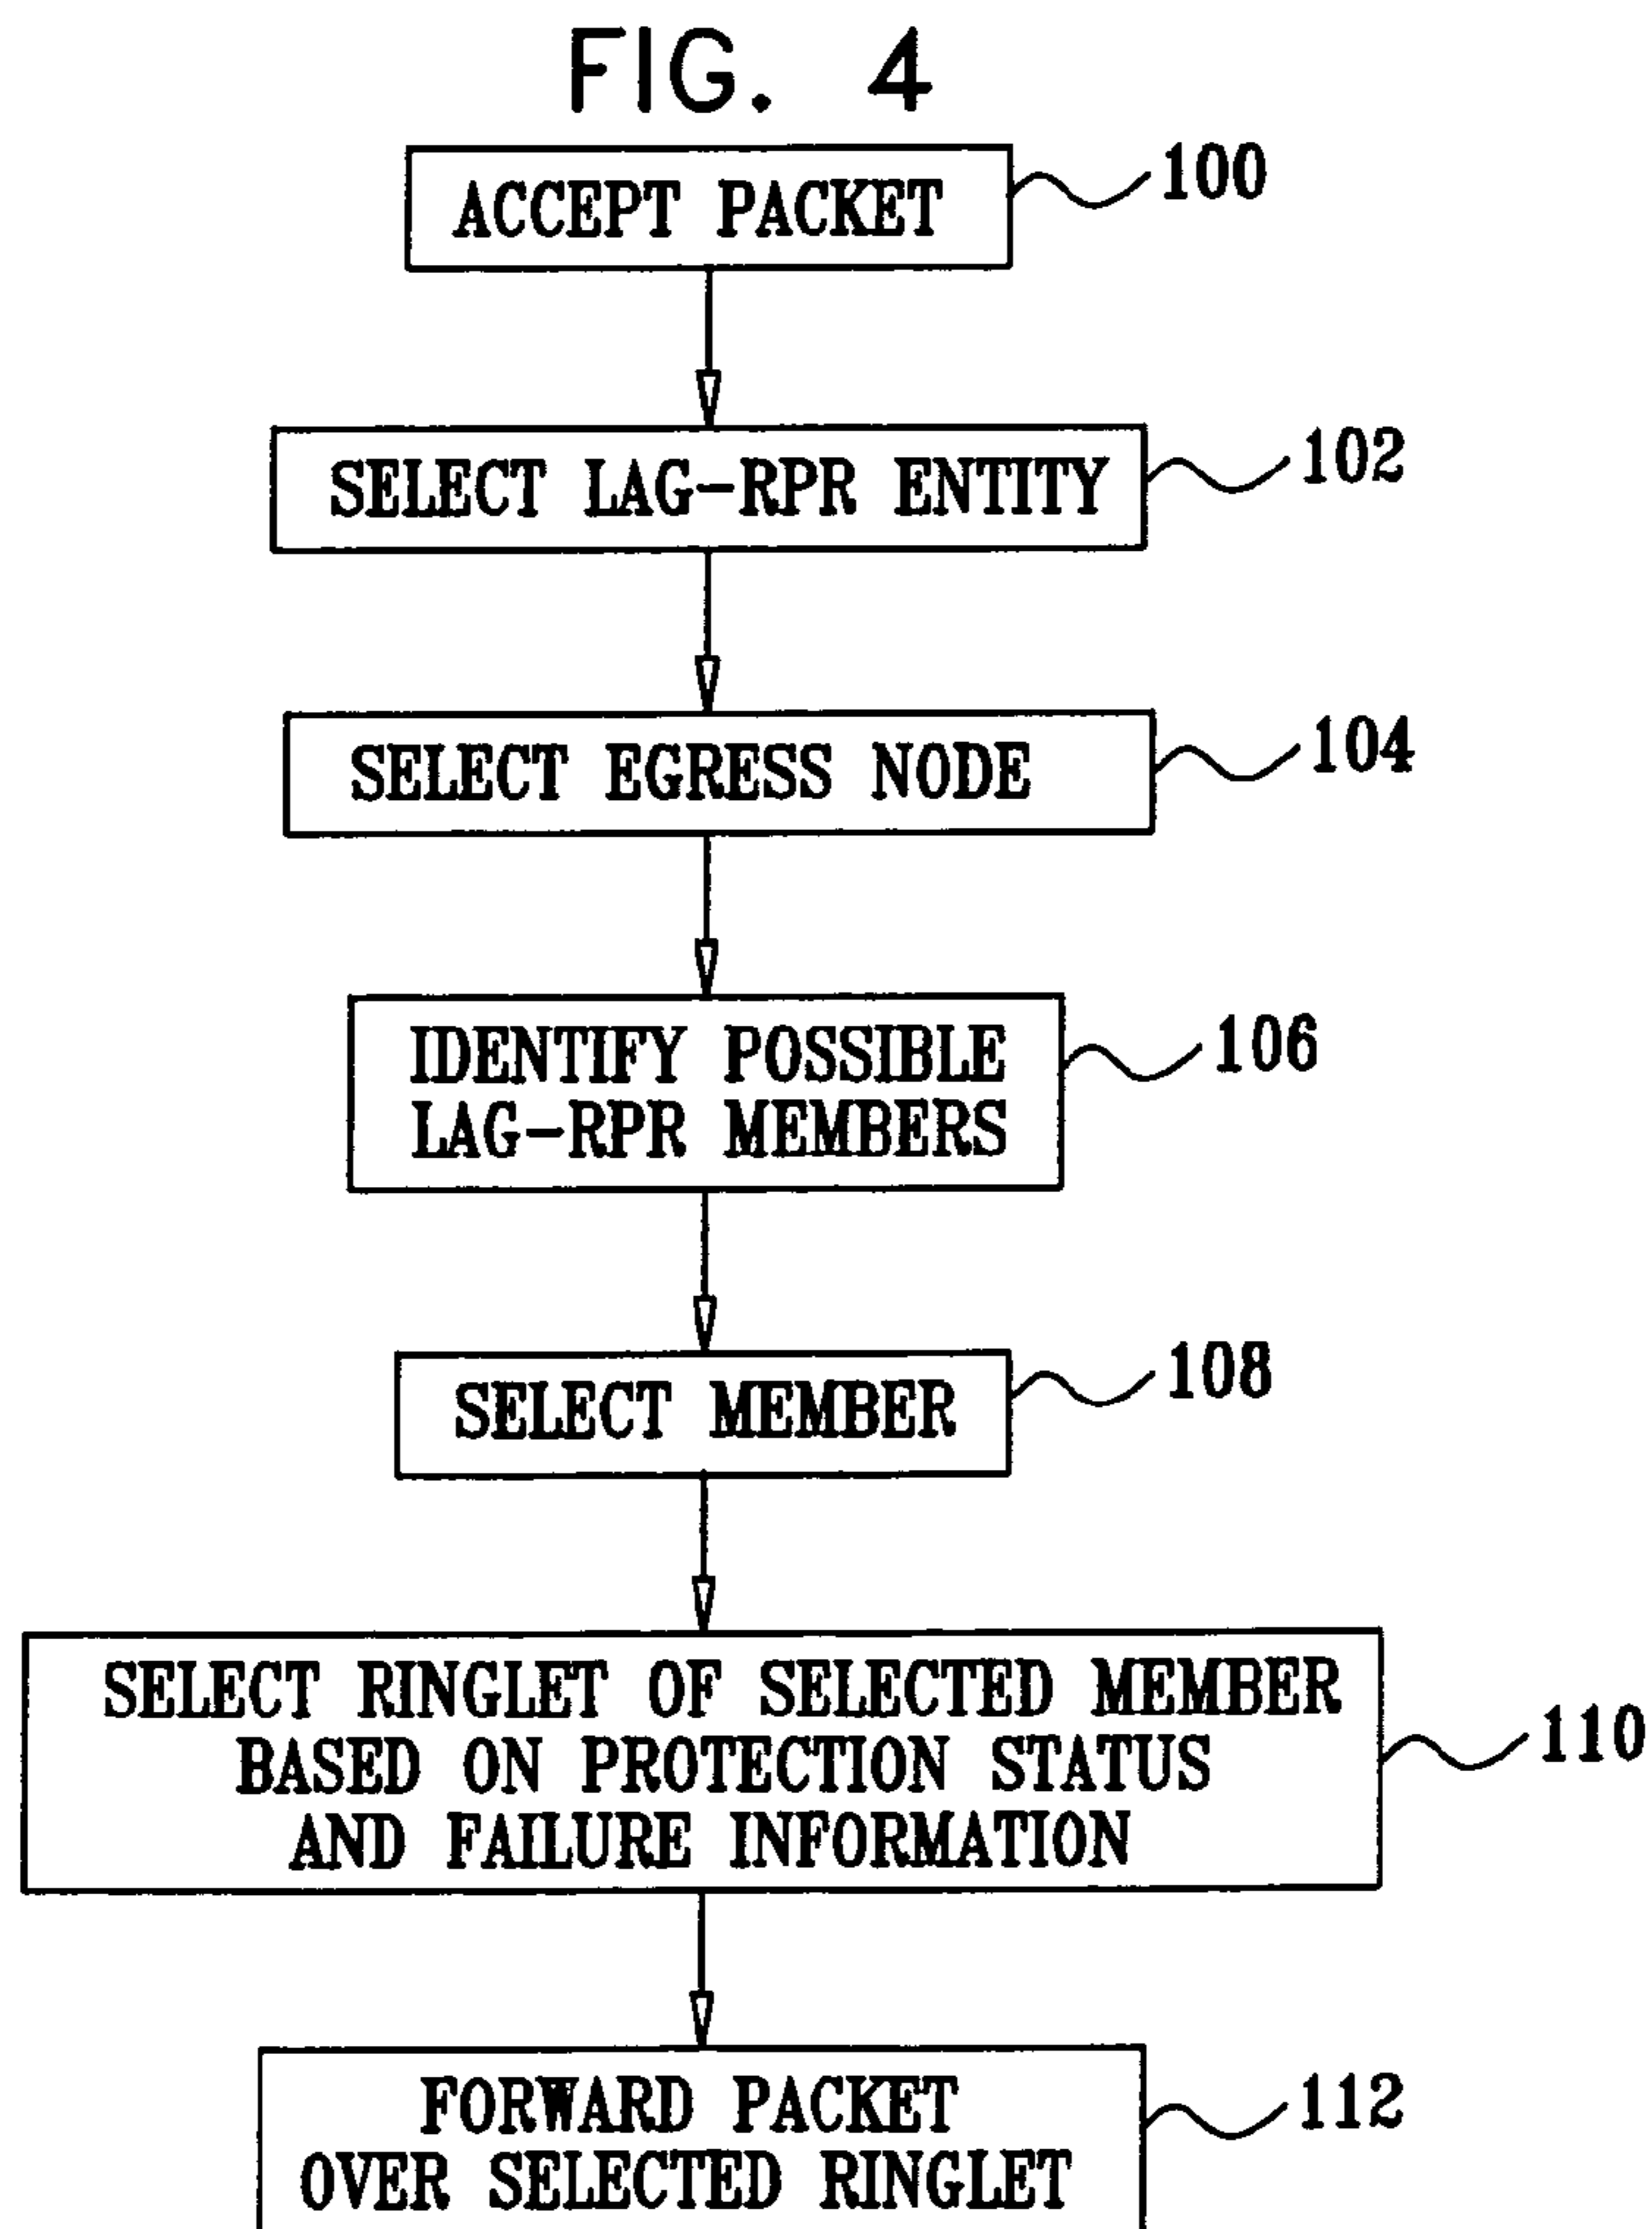 FIG. 4
ACCEPT PACKET
100
SELECT LAG-RPR ENTITY
102
SELECT EGRESS NODE
104
IDENTIFY POSSIBLE
LAG-RPR MEMBERS
106
SELECT MEMBER
108
SELECT RINGLET OF SELECTED MEMBER
BASED ON PROTECTION STATUS
AND FAILURE INFORMATION
110
FORWARD PACKET
OVER SELECTED RINGLET
112